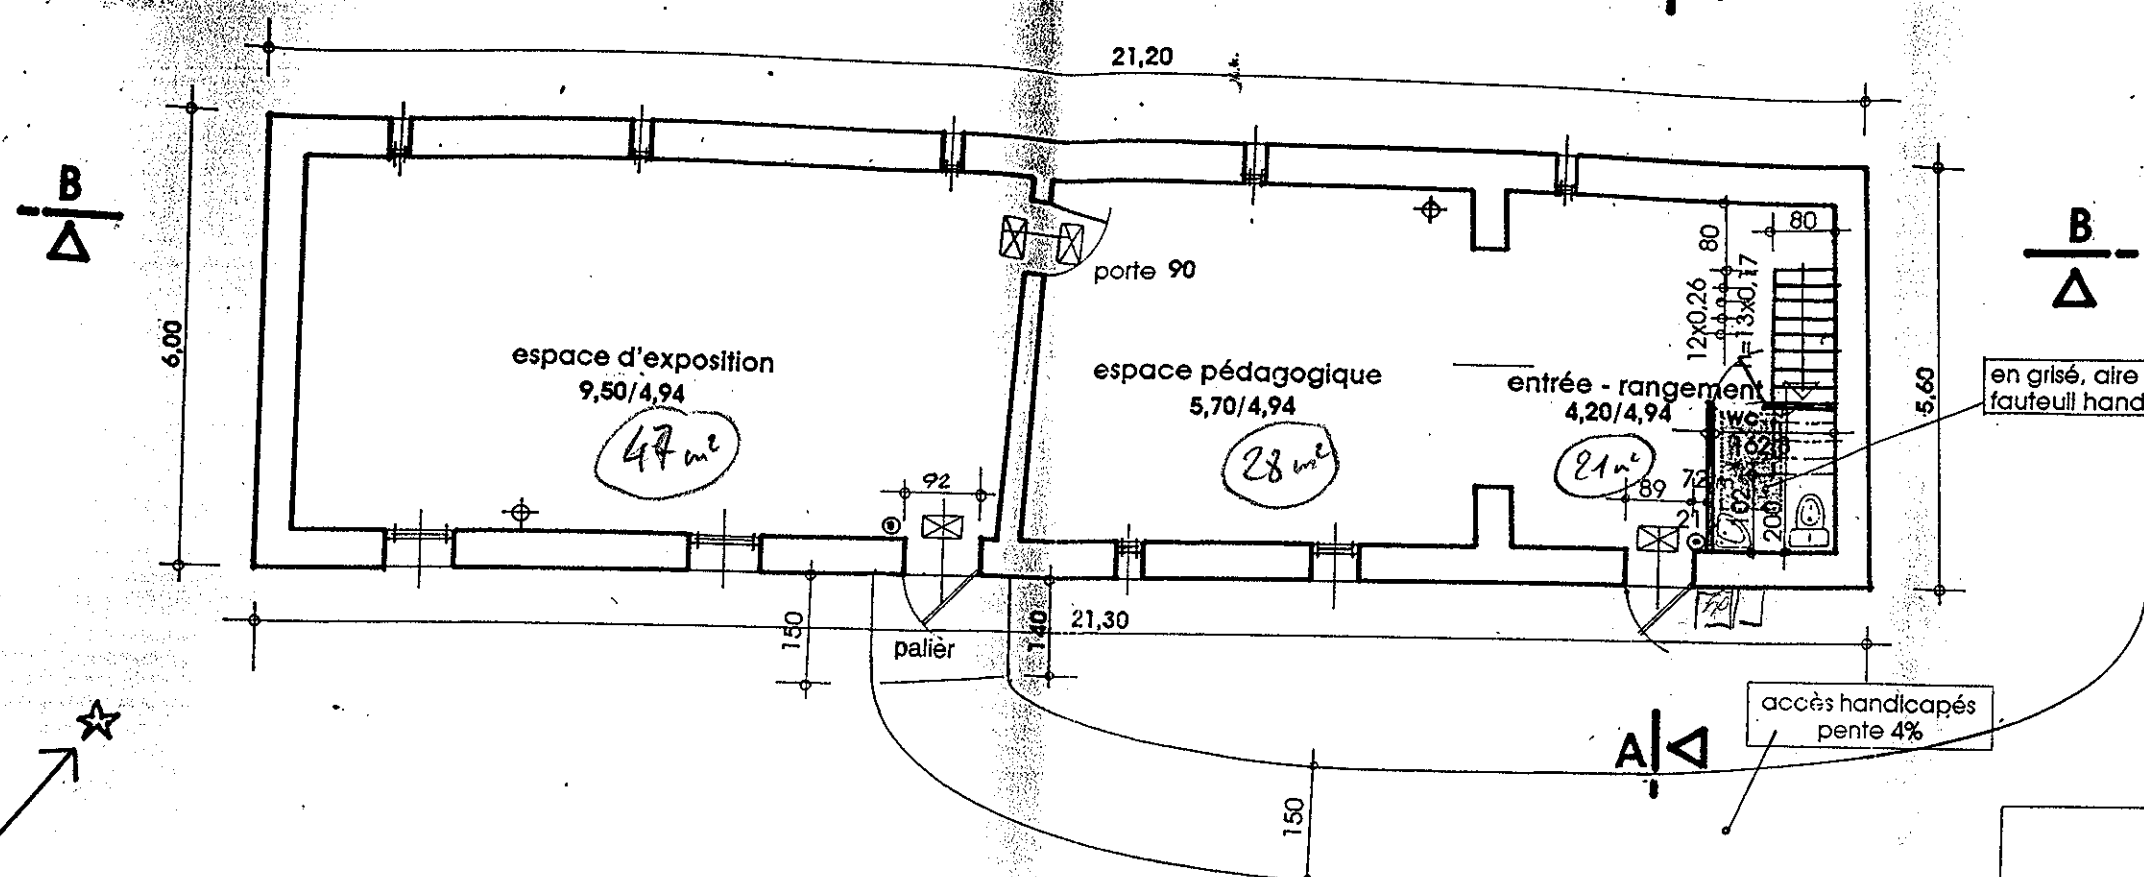 21,20
B
B
80
80
porte 90
12x0,26
=13x0,17
6,00
espace d'exposition
9,50/4,94
47 m²
espace pédagogique
5,70/4,94
28 m²
entrée - rangement
4,20/4,94
21 m²
5,60
en grisé, aire
fauteuil hand
wc
92
89
72
21
102
200
150
140
21,30
palier
accès handicapés
pente 4%
A
150